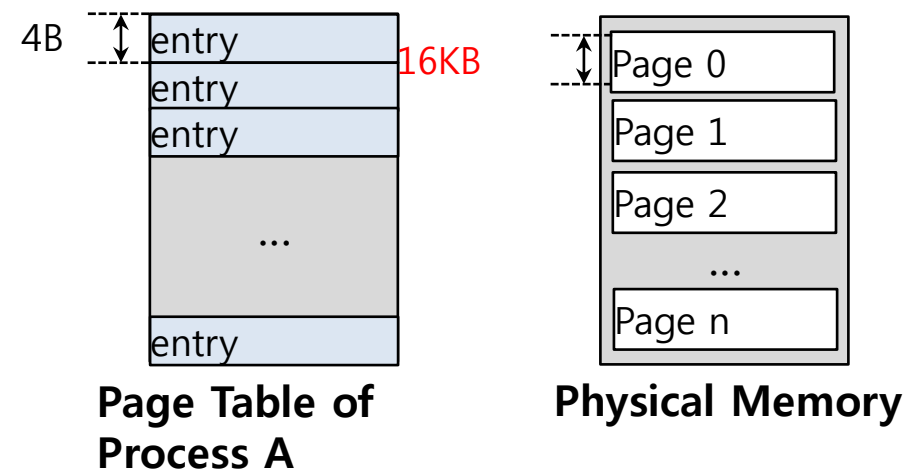 4B
entry
16KB
entry
entry
...
entry
Page Table of
Process A
Page 0
Page 1
Page 2
...
Page n
Physical Memory